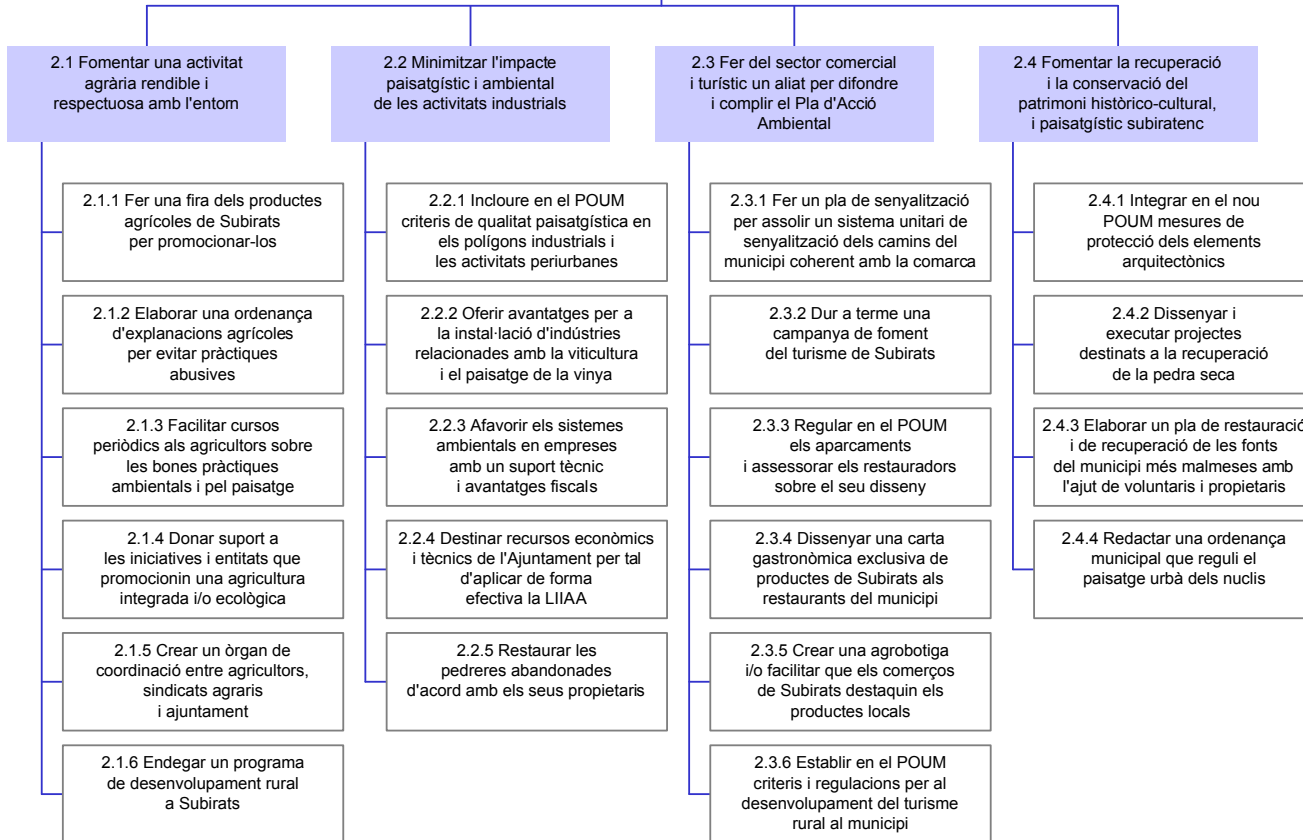 2.1 Fomentar una activitat
agrària rendible i
respectuosa amb l'entorn
2.1.1 Fer una fira dels productes
agrícoles de Subirats
per promocionar-los
2.1.2 Elaborar una ordenança
d'explanacions agrícoles
per evitar pràctiques
abusives
2.1.3 Facilitar cursos
periòdics als agricultors sobre
les bones pràctiques
ambientals i pel paisatge
2.1.4 Donar suport a
les iniciatives i entitats que
promocionin una agricultura
integrada i/o ecològica
2.1.5 Crear un òrgan de
coordinació entre agricultors,
sindicats agraris
i ajuntament
2.1.6 Endegar un programa
de desenvolupament rural
a Subirats
2.2 Minimitzar l'impacte
paisatgístic i ambiental
de les activitats industrials
2.2.1 Incloure en el POUM
criteris de qualitat paisatgística en
els polígons industrials i
les activitats periurbanes
2.2.2 Oferir avantatges per a
la instal·lació d'indústries
relacionades amb la viticultura
i el paisatge de la vinya
2.2.3 Afavorir els sistemes
ambientals en empreses
amb un suport tècnic
i avantatges fiscals
2.2.4 Destinar recursos econòmics
i tècnics de l'Ajuntament per tal
d'aplicar de forma
efectiva la LIIAA
2.2.5 Restaurar les
pedreres abandonades
d'acord amb els seus propietaris
2.3 Fer del sector comercial
i turístic un aliat per difondre
i complir el Pla d'Acció
Ambiental
2.3.1 Fer un pla de senyalització
per assolir un sistema unitari de
senyalització dels camins del
municipi coherent amb la comarca
2.3.2 Dur a terme una
campanya de foment
del turisme de Subirats
2.3.3 Regular en el POUM
els aparcaments
i assessorar els restauradors
sobre el seu disseny
2.3.4 Dissenyar una carta
gastronòmica exclusiva de
productes de Subirats als
restaurants del municipi
2.3.5 Crear una agrobotiga
i/o facilitar que els comerços
de Subirats destaquin els
productes locals
2.3.6 Establir en el POUM
criteris i regulacions per al
desenvolupament del turisme
rural al municipi
2.4 Fomentar la recuperació
i la conservació del
patrimoni històrico-cultural,
i paisatgístic subiratenc
2.4.1 Integrar en el nou
POUM mesures de
protecció dels elements
arquitectònics
2.4.2 Dissenyar i
executar projectes
destinats a la recuperació
de la pedra seca
2.4.3 Elaborar un pla de restauració
i de recuperació de les fonts
del municipi més malmeses amb
l'ajut de voluntaris i propietaris
2.4.4 Redactar una ordenança
municipal que reguli el
paisatge urbà dels nuclis